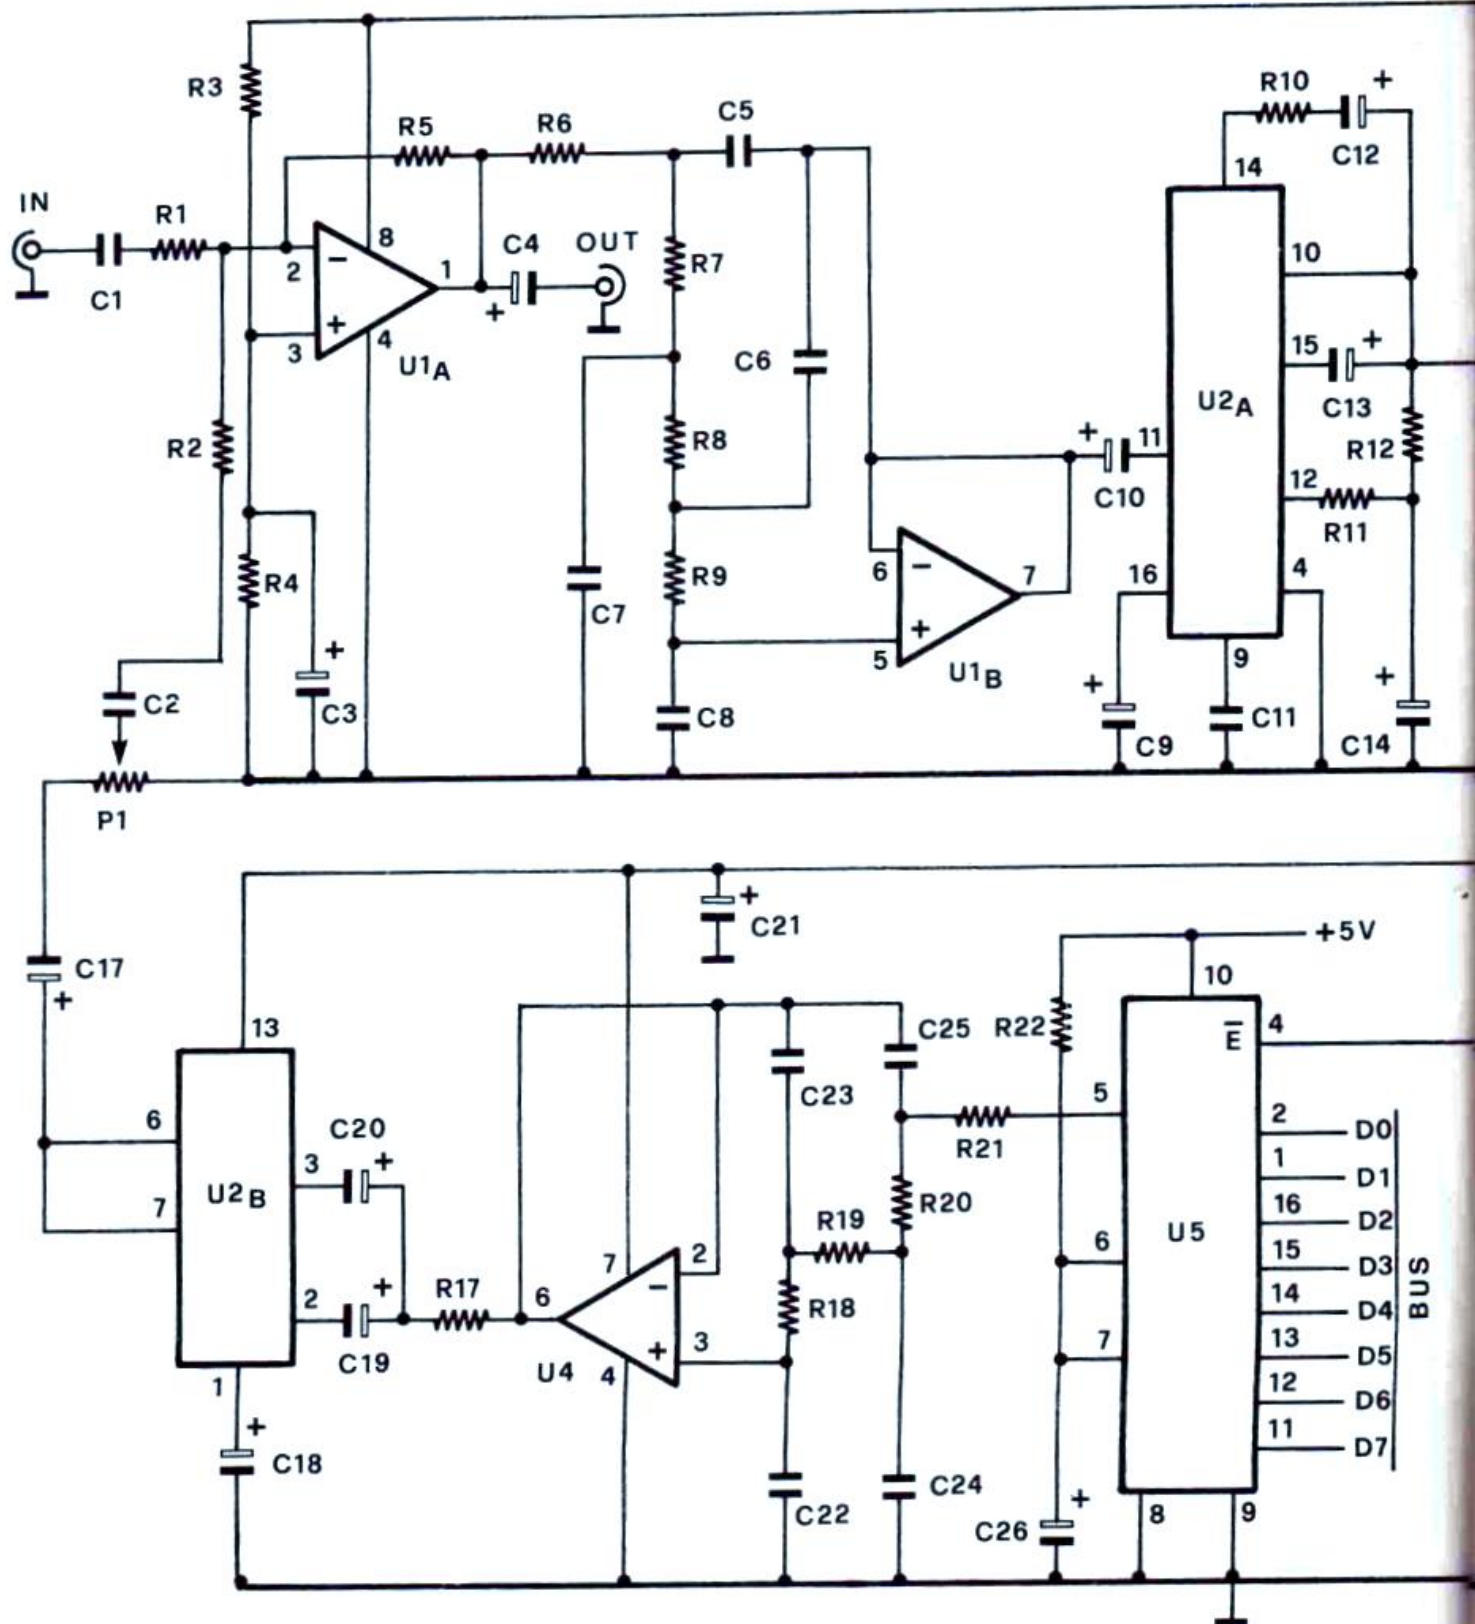 R3
R5
R6
C5
R10
+
C12
14
IN
R1
C1
2
−
8
+
3
4
1
U1A
C4
OUT
+
R7
C6
10
15
+
C13
U2A
R12
R2
R8
+
11
C10
12
R11
R4
C7
R9
6
−
7
+
5
U1B
16
4
9
+
C2
C3
C8
+
C9
C11
+
C14
P1
+
C21
+5V
C17
+
10
13
C25
R22
E̅
4
C23
5
2
D0
6
C20
+
3
R21
1
D1
U2B
R20
16
D2
7
R19
U5
6
15
D3
7
2
−
14
D4
BUS
2
+
R17
6
R18
C19
U4
4
+
3
7
13
D5
12
D6
11
D7
1
+
C18
C22
C24
+
C26
8
9